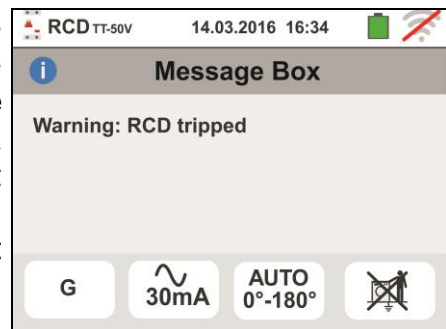 RCD TT-50V 14.03.2016 16:34
i Message Box
Warning: RCD tripped
G 30mA AUTO 0°-180°